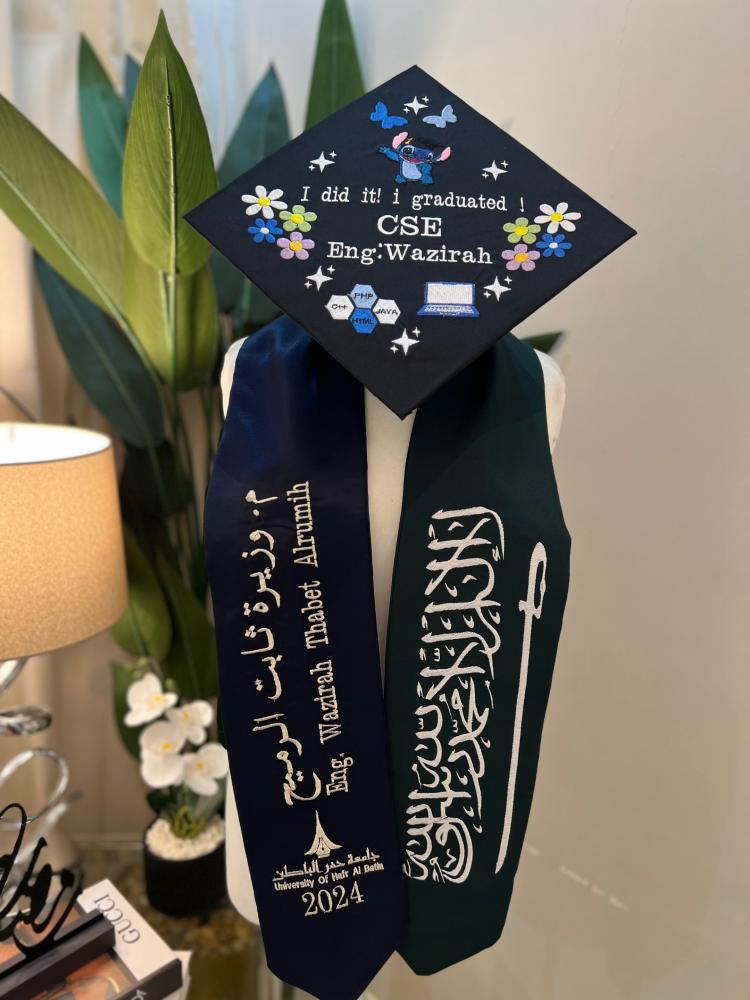 I did it! i graduated !
CSE
Eng:Wazirah
PHP
C++
JAVA
HTML
م. وزيرة ثابت الرميح
Eng. Wazirah Thabet Alrumih
جامعة حفر الباطن
University Of Hafr Al Batin
2024
لا إله إلا الله محمد رسول الله
GUCCI